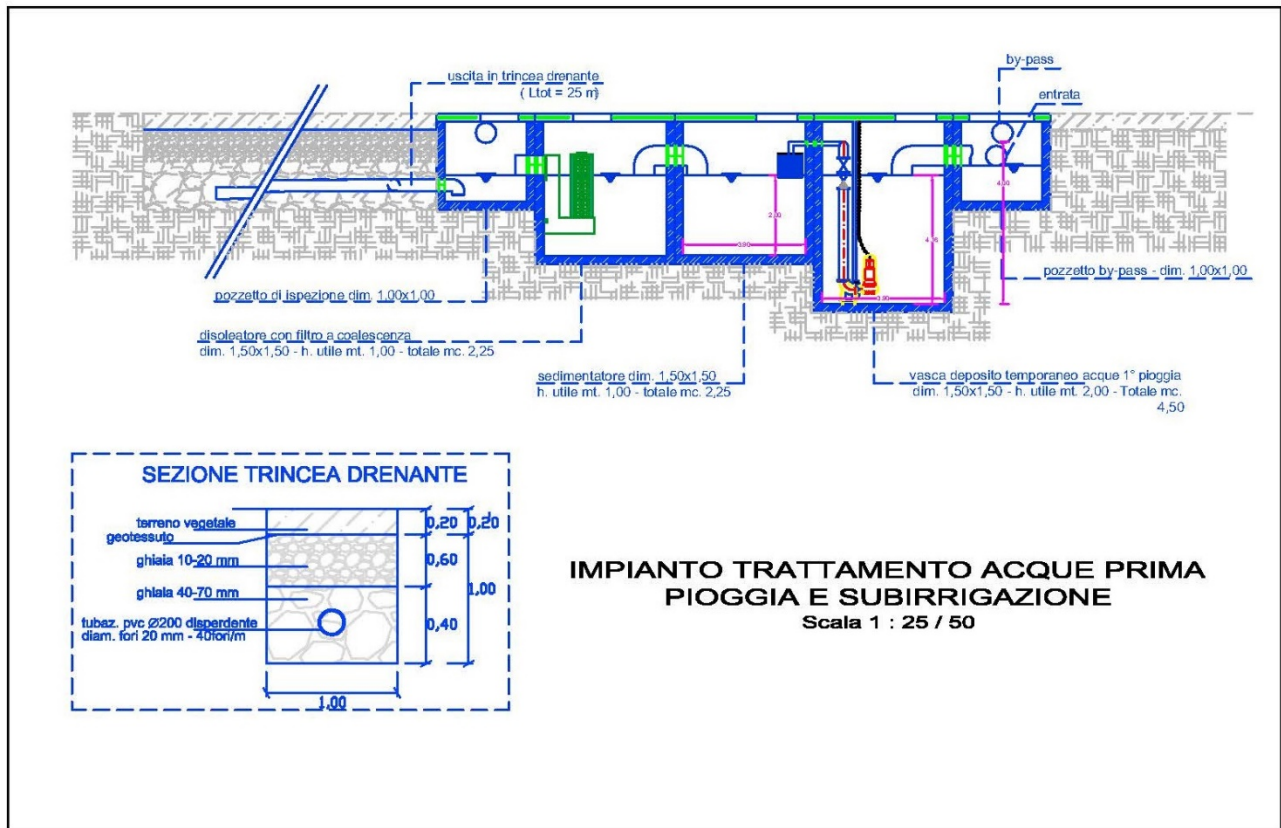 by-pass
uscita in trincea drenante
( Ltot = 25 m)
entrata
2,00
3,00
3,00
pozzetto di ispezione dim. 1,00x1,00
pozzetto by-pass - dim. 1,00x1,00
disoleatore con filtro a coalescenza
dim. 1,50x1,50 - h. utile mt. 1,00 - totale mc. 2,25
sedimentatore dim. 1,50x1,50
h. utile mt. 1,00 - totale mc. 2,25
vasca deposito temporaneo acque 1° pioggia
dim. 1,50x1,50 - h. utile mt. 2,00 - Totale mc.
4,50
SEZIONE TRINCEA DRENANTE
terreno vegetale
0,20 0,20
geotessuto
ghiaia 10-20 mm
0,60
1,00
ghiaia 40-70 mm
tubaz. pvc Ø200 disperdente
0,40
diam. fori 20 mm - 40fori/m
1,00
IMPIANTO TRATTAMENTO ACQUE PRIMA
PIOGGIA E SUBIRRIGAZIONE
Scala 1 : 25 / 50